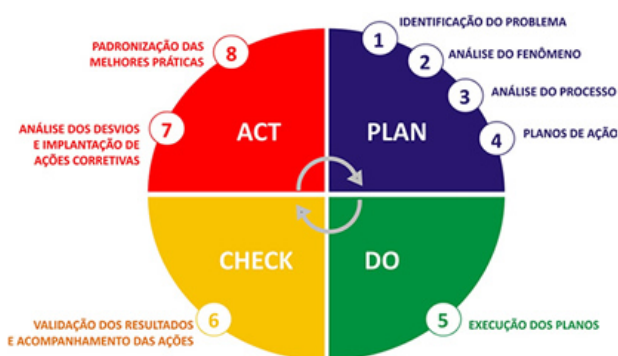 1
IDENTIFICAÇÃO DO PROBLEMA
2
ANÁLISE DO FENÔMENO
3
ANÁLISE DO PROCESSO
4
PLANOS DE AÇÃO
PLAN
DO
5
EXECUÇÃO DOS PLANOS
CHECK
6
VALIDAÇÃO DOS RESULTADOS
E ACOMPANHAMENTO DAS AÇÕES
ACT
7
ANÁLISE DOS DESVIOS
E IMPLANTAÇÃO DE
AÇÕES CORRETIVAS
8
PADRONIZAÇÃO DAS
MELHORES PRÁTICAS